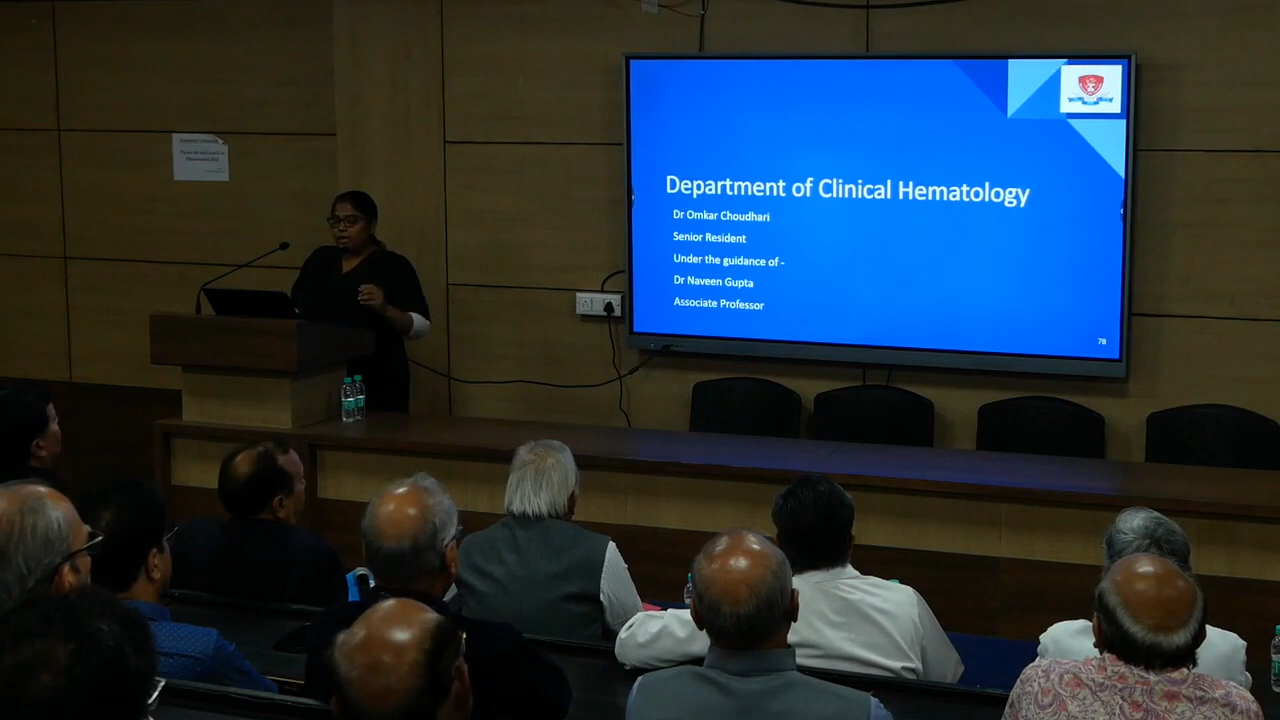 Department of Clinical Hematology
Dr Omkar Choudhari
Senior Resident
Under the guidance of -
Dr Naveen Gupta
Associate Professor
78